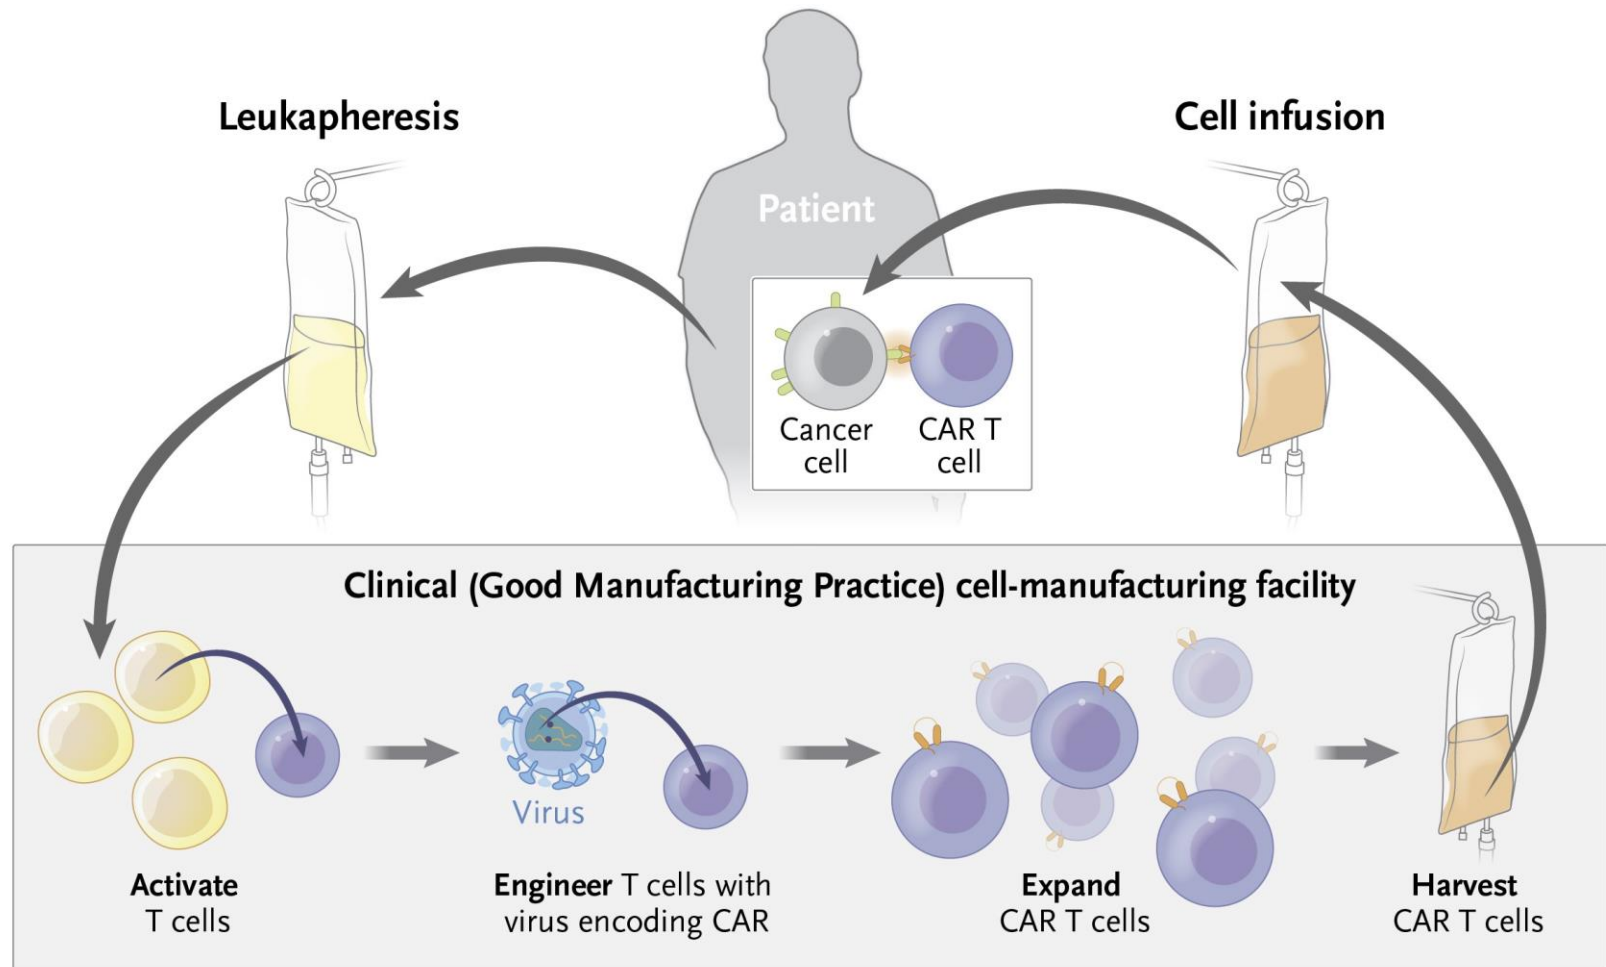 Leukapheresis
Cell infusion
Patient
Cancer
cell
CAR T
cell
Clinical (Good Manufacturing Practice) cell-manufacturing facility
Virus
Activate
T cells
Engineer T cells with
virus encoding CAR
Expand
CAR T cells
Harvest
CAR T cells